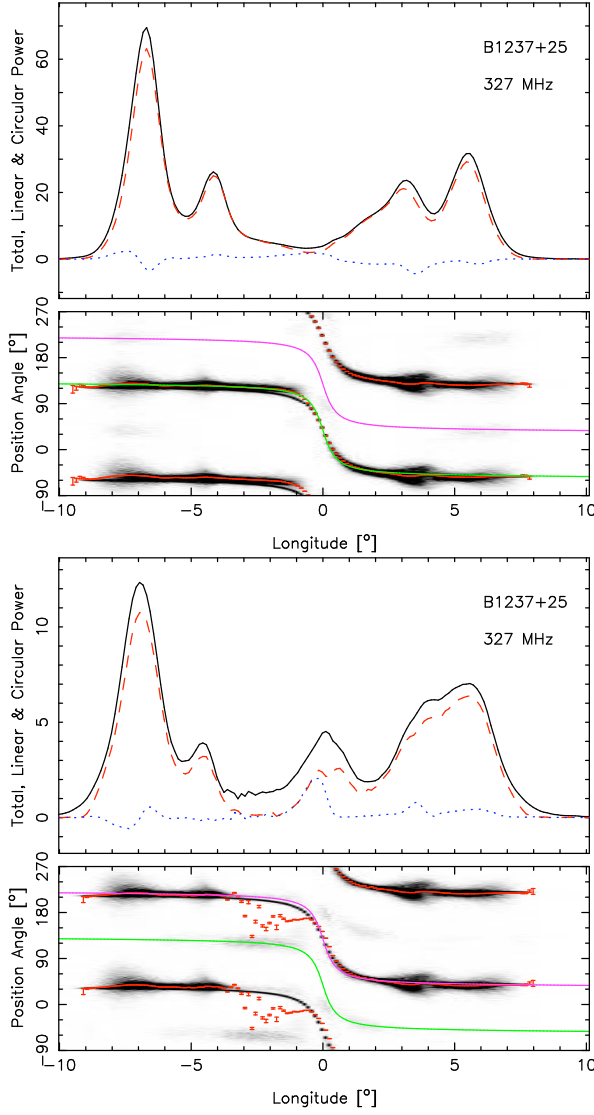 Total, Linear & Circular Power
60
40
20
0
B1237+25
327 MHz
Position Angle [°]
270
180
90
0
−90
−10
−5
0
5
10
Longitude [°]
Total, Linear & Circular Power
10
5
0
B1237+25
327 MHz
Position Angle [°]
270
180
90
0
−90
−10
−5
0
5
10
Longitude [°]